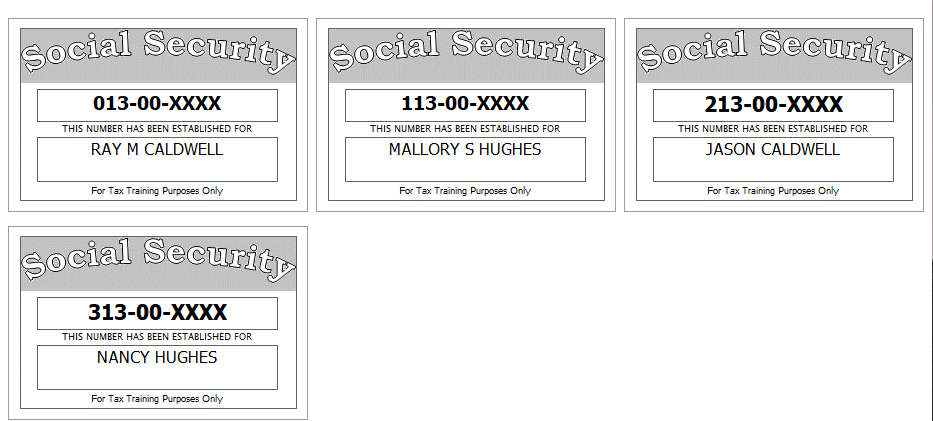 Social Security
013-00-XXXX
THIS NUMBER HAS BEEN ESTABLISHED FOR
RAY M CALDWELL
For Tax Training Purposes Only
Social Security
113-00-XXXX
THIS NUMBER HAS BEEN ESTABLISHED FOR
MALLORY S HUGHES
For Tax Training Purposes Only
Social Security
213-00-XXXX
THIS NUMBER HAS BEEN ESTABLISHED FOR
JASON CALDWELL
For Tax Training Purposes Only
Social Security
313-00-XXXX
THIS NUMBER HAS BEEN ESTABLISHED FOR
NANCY HUGHES
For Tax Training Purposes Only